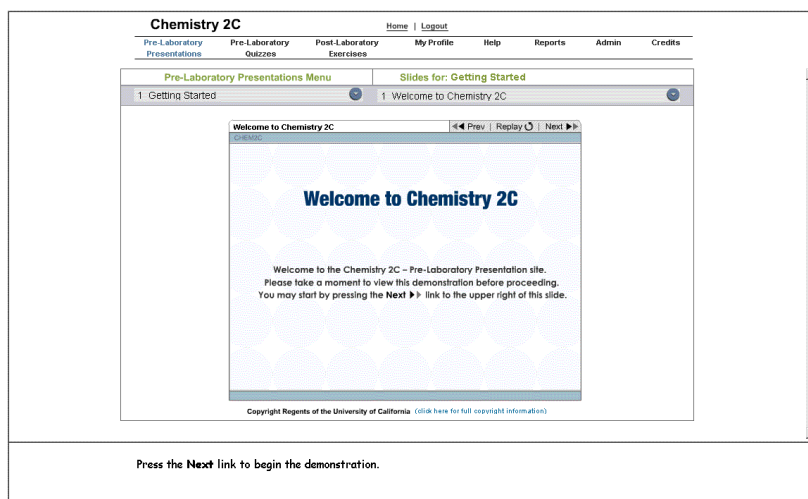 Chemistry 2C
Home | Logout
Pre-Laboratory Presentations
Pre-Laboratory Quizzes
Post-Laboratory Exercises
My Profile
Help
Reports
Admin
Credits
Pre-Laboratory Presentations Menu
Slides for: Getting Started
1 Getting Started
1 Welcome to Chemistry 2C
Welcome to Chemistry 2C
Prev | Replay | Next
CHEM2C
Welcome to Chemistry 2C
Welcome to the Chemistry 2C – Pre-Laboratory Presentation site.
Please take a moment to view this demonstration before proceeding.
You may start by pressing the Next link to the upper right of this slide.
Copyright Regents of the University of California (click here for full copyright information)
Press the Next link to begin the demonstration.